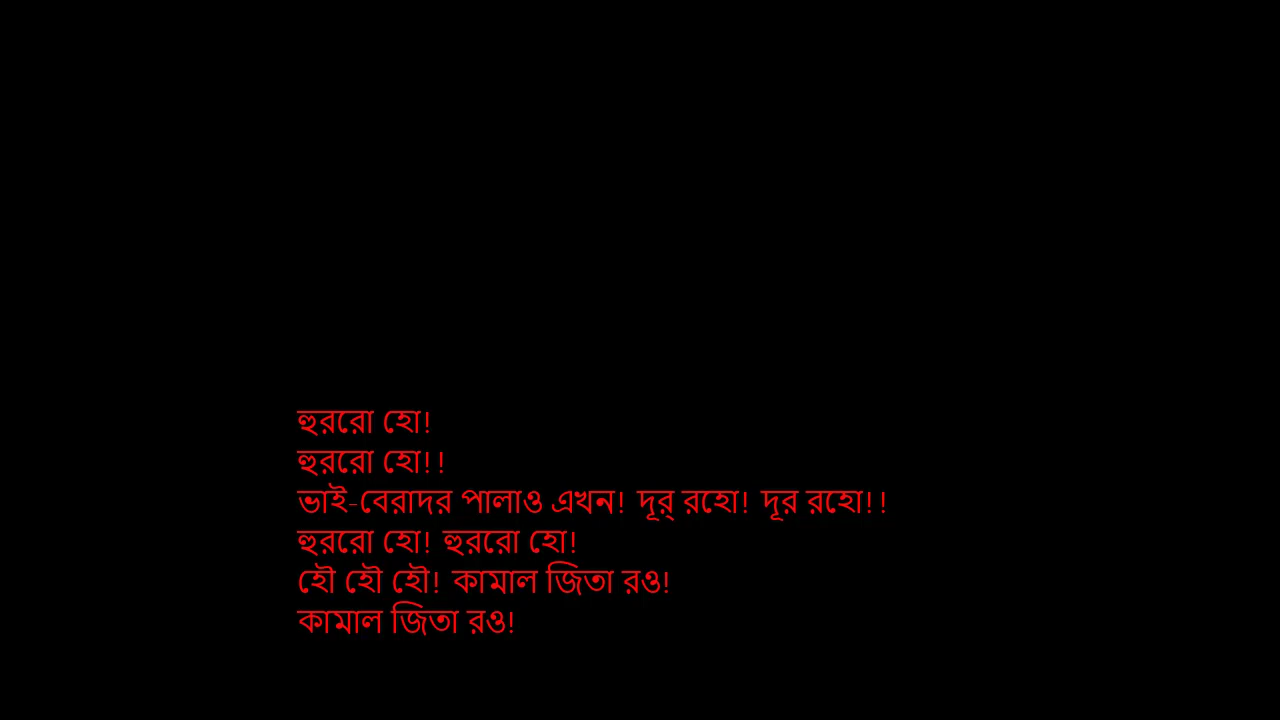 হুররো হো!
হুররো হো!!
ভাই-বেরাদর পালাও এখন! দূর্ রহো! দূর রহো!!
হুররো হো! হুররো হো!
হৌ হৌ হৌ! কামাল জিতা রও!
কামাল জিতা রও!